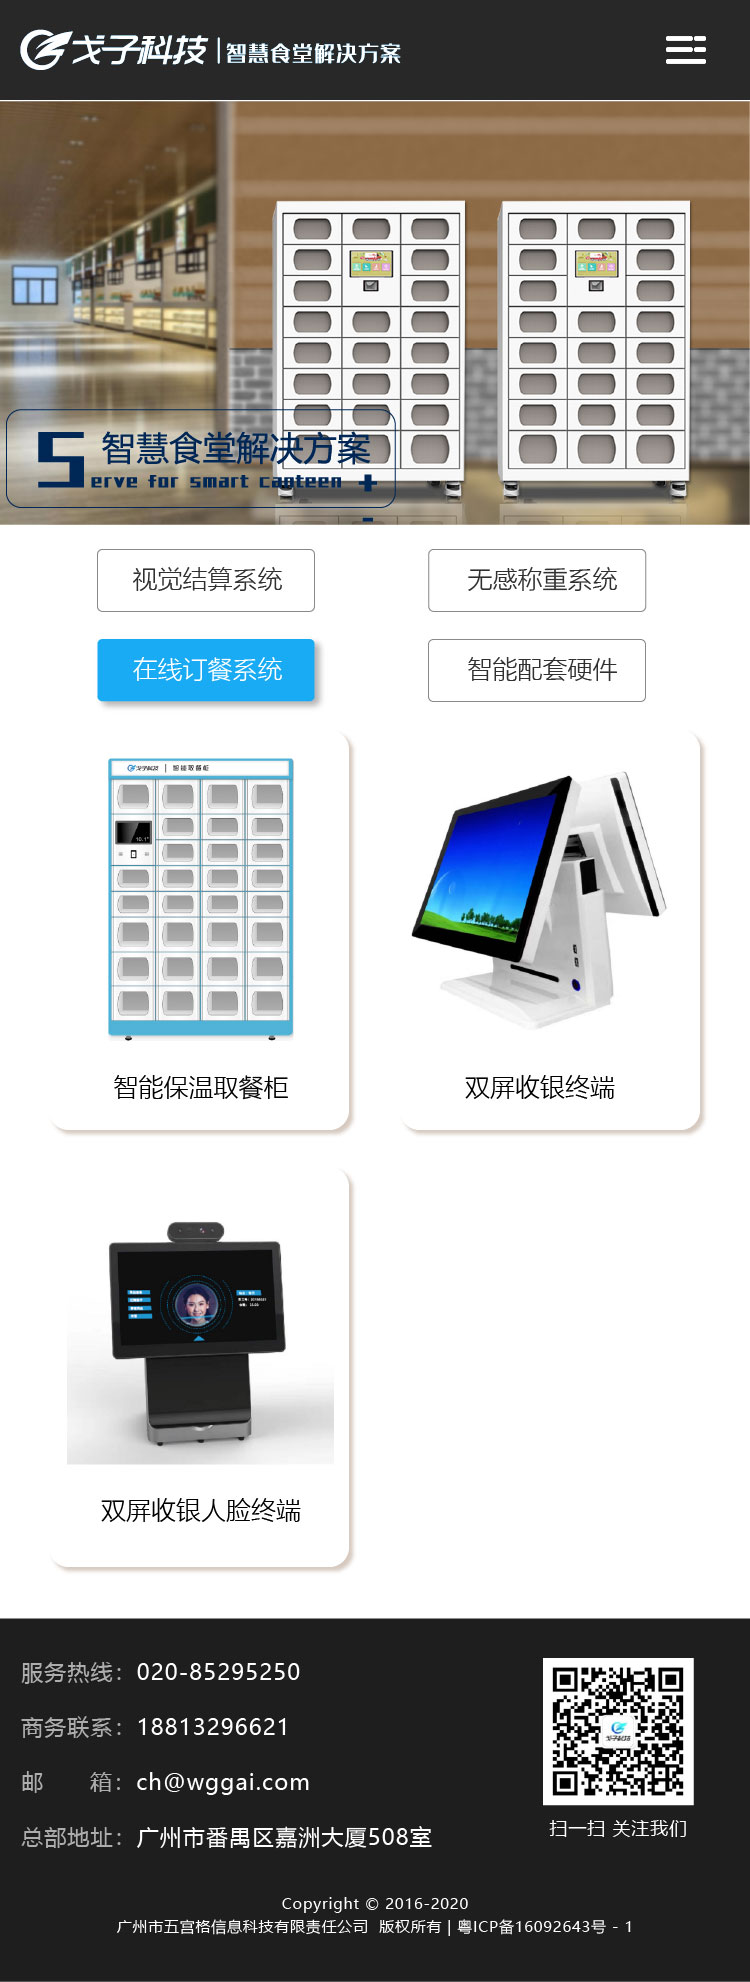 戈子科技|智慧食堂解决方案
智慧食堂解决方案
Serve for smart canteen +
视觉结算系统
无感称重系统
在线订餐系统
智能配套硬件
戈子科技 | 智能取餐柜
10.1"
智能保温取餐柜
双屏收银终端
双屏收银人脸终端
服务热线：020-85295250
商务联系：18813296621
邮 箱：ch@wggai.com
总部地址：广州市番禺区嘉洲大厦508室
戈子科技
扫一扫 关注我们
Copyright © 2016-2020
广州市五宫格信息科技有限责任公司 版权所有 | 粤ICP备16092643号 - 1